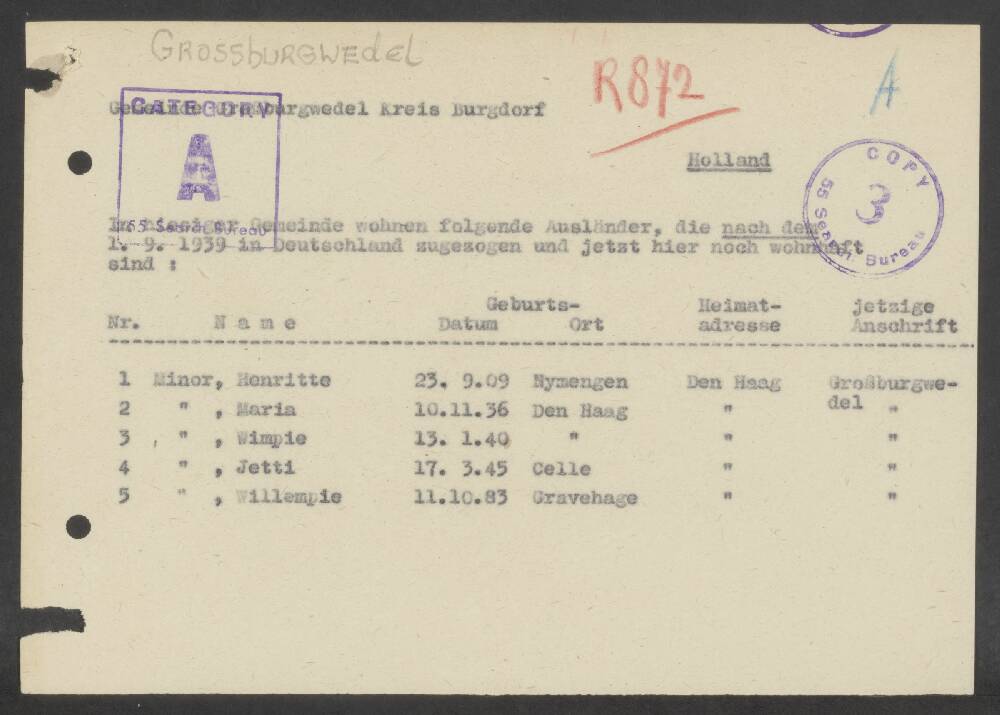 GROSSBURGWEDEL
R872
A
Gemeinde Großburgwedel Kreis Burgdorf
CATEGORY
A
55 Search Bureau
Holland
COPY
3
55 Search Bureau
In hiesiger Gemeinde wohnen folgende Ausländer, die nach dem
1. 9. 1939 in Deutschland zugezogen und jetzt hier noch wohnhaft
sind :
Geburts- Heimat- jetzige
Nr. Name Datum Ort adresse Anschrift
1 Minor, Henritte 23. 9.09 Nymengen Den Haag Großburgwe-
del
2 " , Maria 10.11.36 Den Haag " "
3 " , Wimpie 13. 1.40 " " "
4 " , Jetti 17. 3.45 Celle " "
5 " , Willempie 11.10.83 Gravehage " "